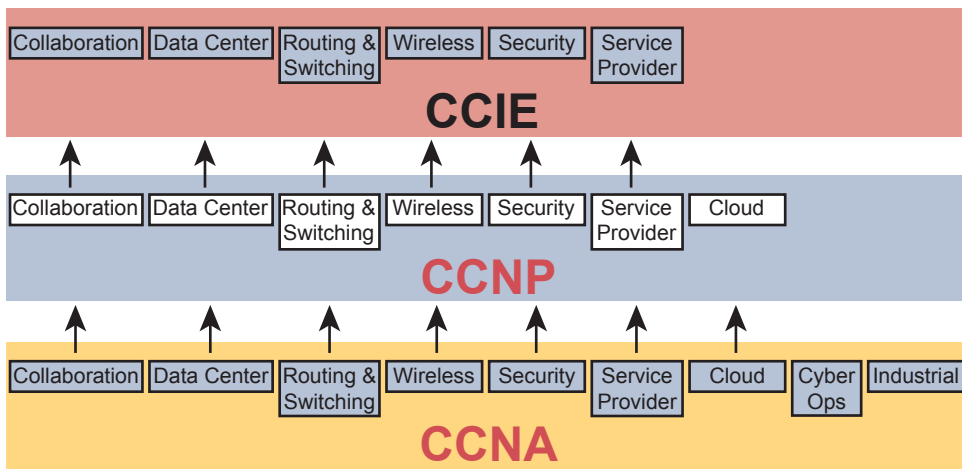 Collaboration Data Center Routing & Wireless Security Service
Switching Provider
CCIE
Collaboration Data Center Routing & Wireless Security Service Cloud
Switching Provider
CCNP
Collaboration Data Center Routing & Wireless Security Service Cloud Cyber Industrial
Switching Provider Ops
CCNA